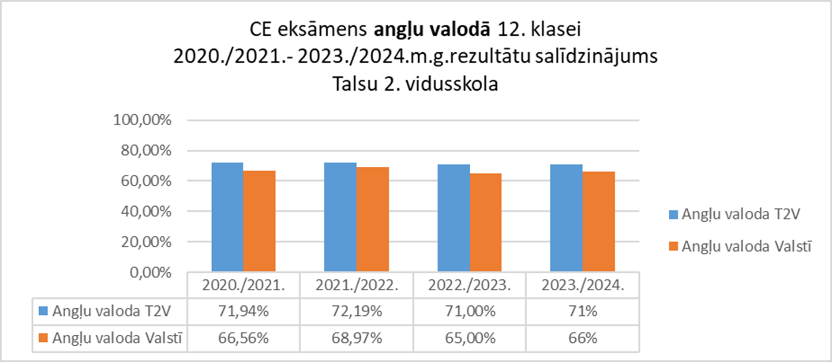 CE eksāmens angļu valodā 12. klasei
2020./2021.- 2023./2024.m.g.rezultātu salīdzinājums
Talsu 2. vidusskola
100,00%
80,00%
60,00%
40,00%
20,00%
0,00%
Angļu valoda T2V
Angļu valoda Valstī
2020./2021. 2021./2022. 2022./2023. 2023./2024.
Angļu valoda T2V 71,94% 72,19% 71,00% 71%
Angļu valoda Valstī 66,56% 68,97% 65,00% 66%